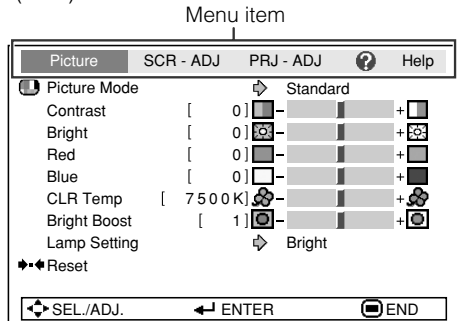 Menu item
Picture SCR - ADJ PRJ - ADJ ? Help
Picture Mode Standard
Contrast [ 0] - +
Bright [ 0] - +
Red [ 0] - +
Blue [ 0] - +
CLR Temp [ 7500K] - +
Bright Boost [ 1] - +
Lamp Setting Bright
Reset
SEL./ADJ. ENTER END